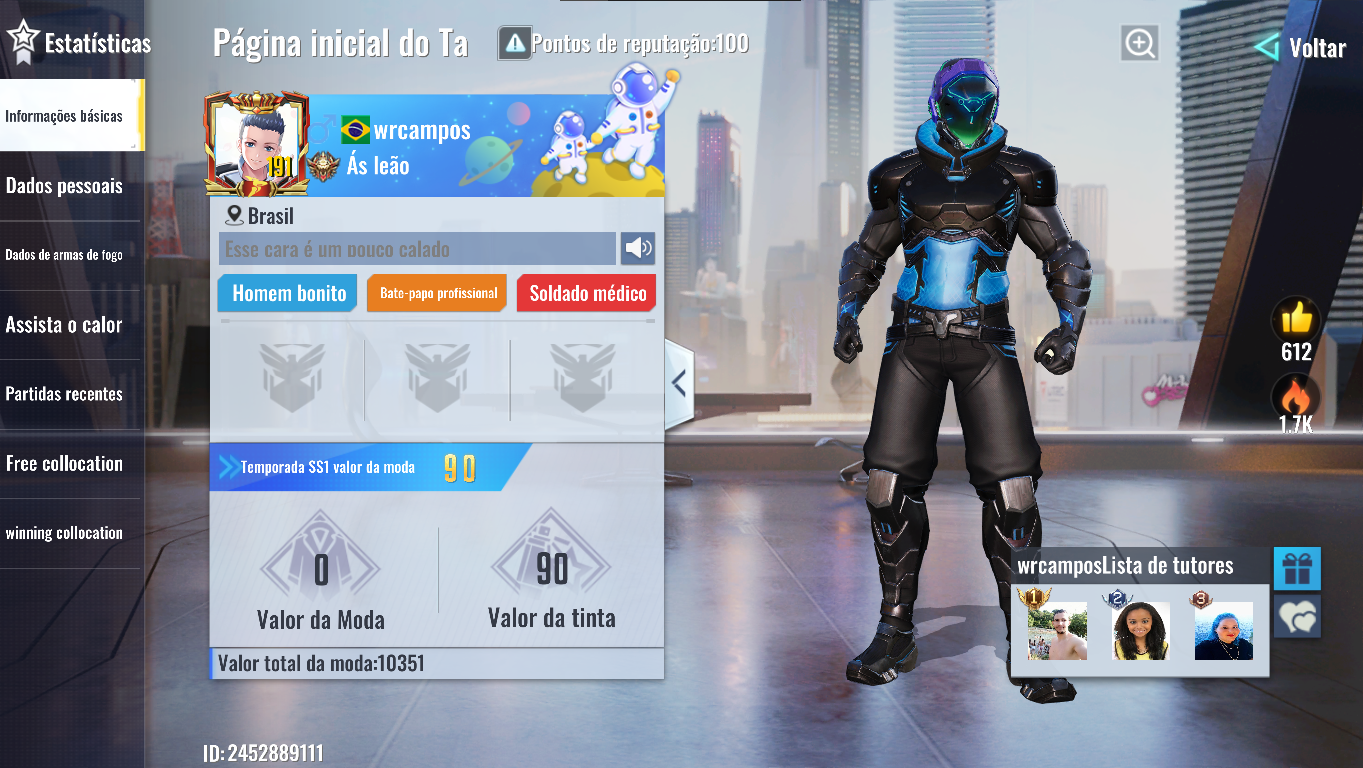 Estatísticas
Página inicial do Ta
Pontos de reputação:100
Voltar
Informações básicas
Dados pessoais
Dados de armas de fogo
Assista o calor
Partidas recentes
Free collocation
winning collocation
191
wrcampos
Ás leão
Brasil
Esse cara é um pouco calado
Homem bonito
Bate-papo profissional
Soldado médico
Temporada SS1 valor da moda 90
0
Valor da Moda
90
Valor da tinta
Valor total da moda:10351
ID:2452889111
612
1.7K
wrcamposLista de tutores
1 2 3